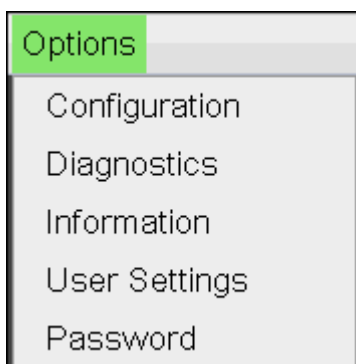 Options
Configuration
Diagnostics
Information
User Settings
Password